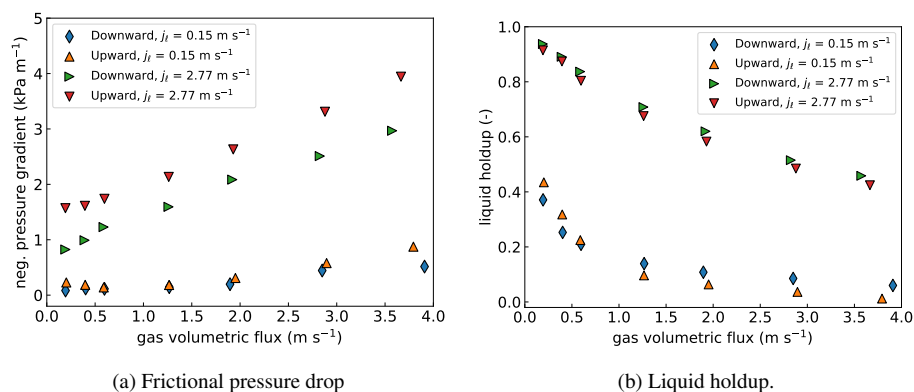 5
4
3
2
1
0
neg. pressure gradient (kPa m⁻¹)
Downward, jℓ = 0.15 m s⁻¹
Upward, jℓ = 0.15 m s⁻¹
Downward, jℓ = 2.77 m s⁻¹
Upward, jℓ = 2.77 m s⁻¹
0.0 0.5 1.0 1.5 2.0 2.5 3.0 3.5 4.0
gas volumetric flux (m s⁻¹)
(a) Frictional pressure drop
1.0
0.8
0.6
0.4
0.2
0.0
liquid holdup (-)
Downward, jℓ = 0.15 m s⁻¹
Upward, jℓ = 0.15 m s⁻¹
Downward, jℓ = 2.77 m s⁻¹
Upward, jℓ = 2.77 m s⁻¹
0.0 0.5 1.0 1.5 2.0 2.5 3.0 3.5 4.0
gas volumetric flux (m s⁻¹)
(b) Liquid holdup.